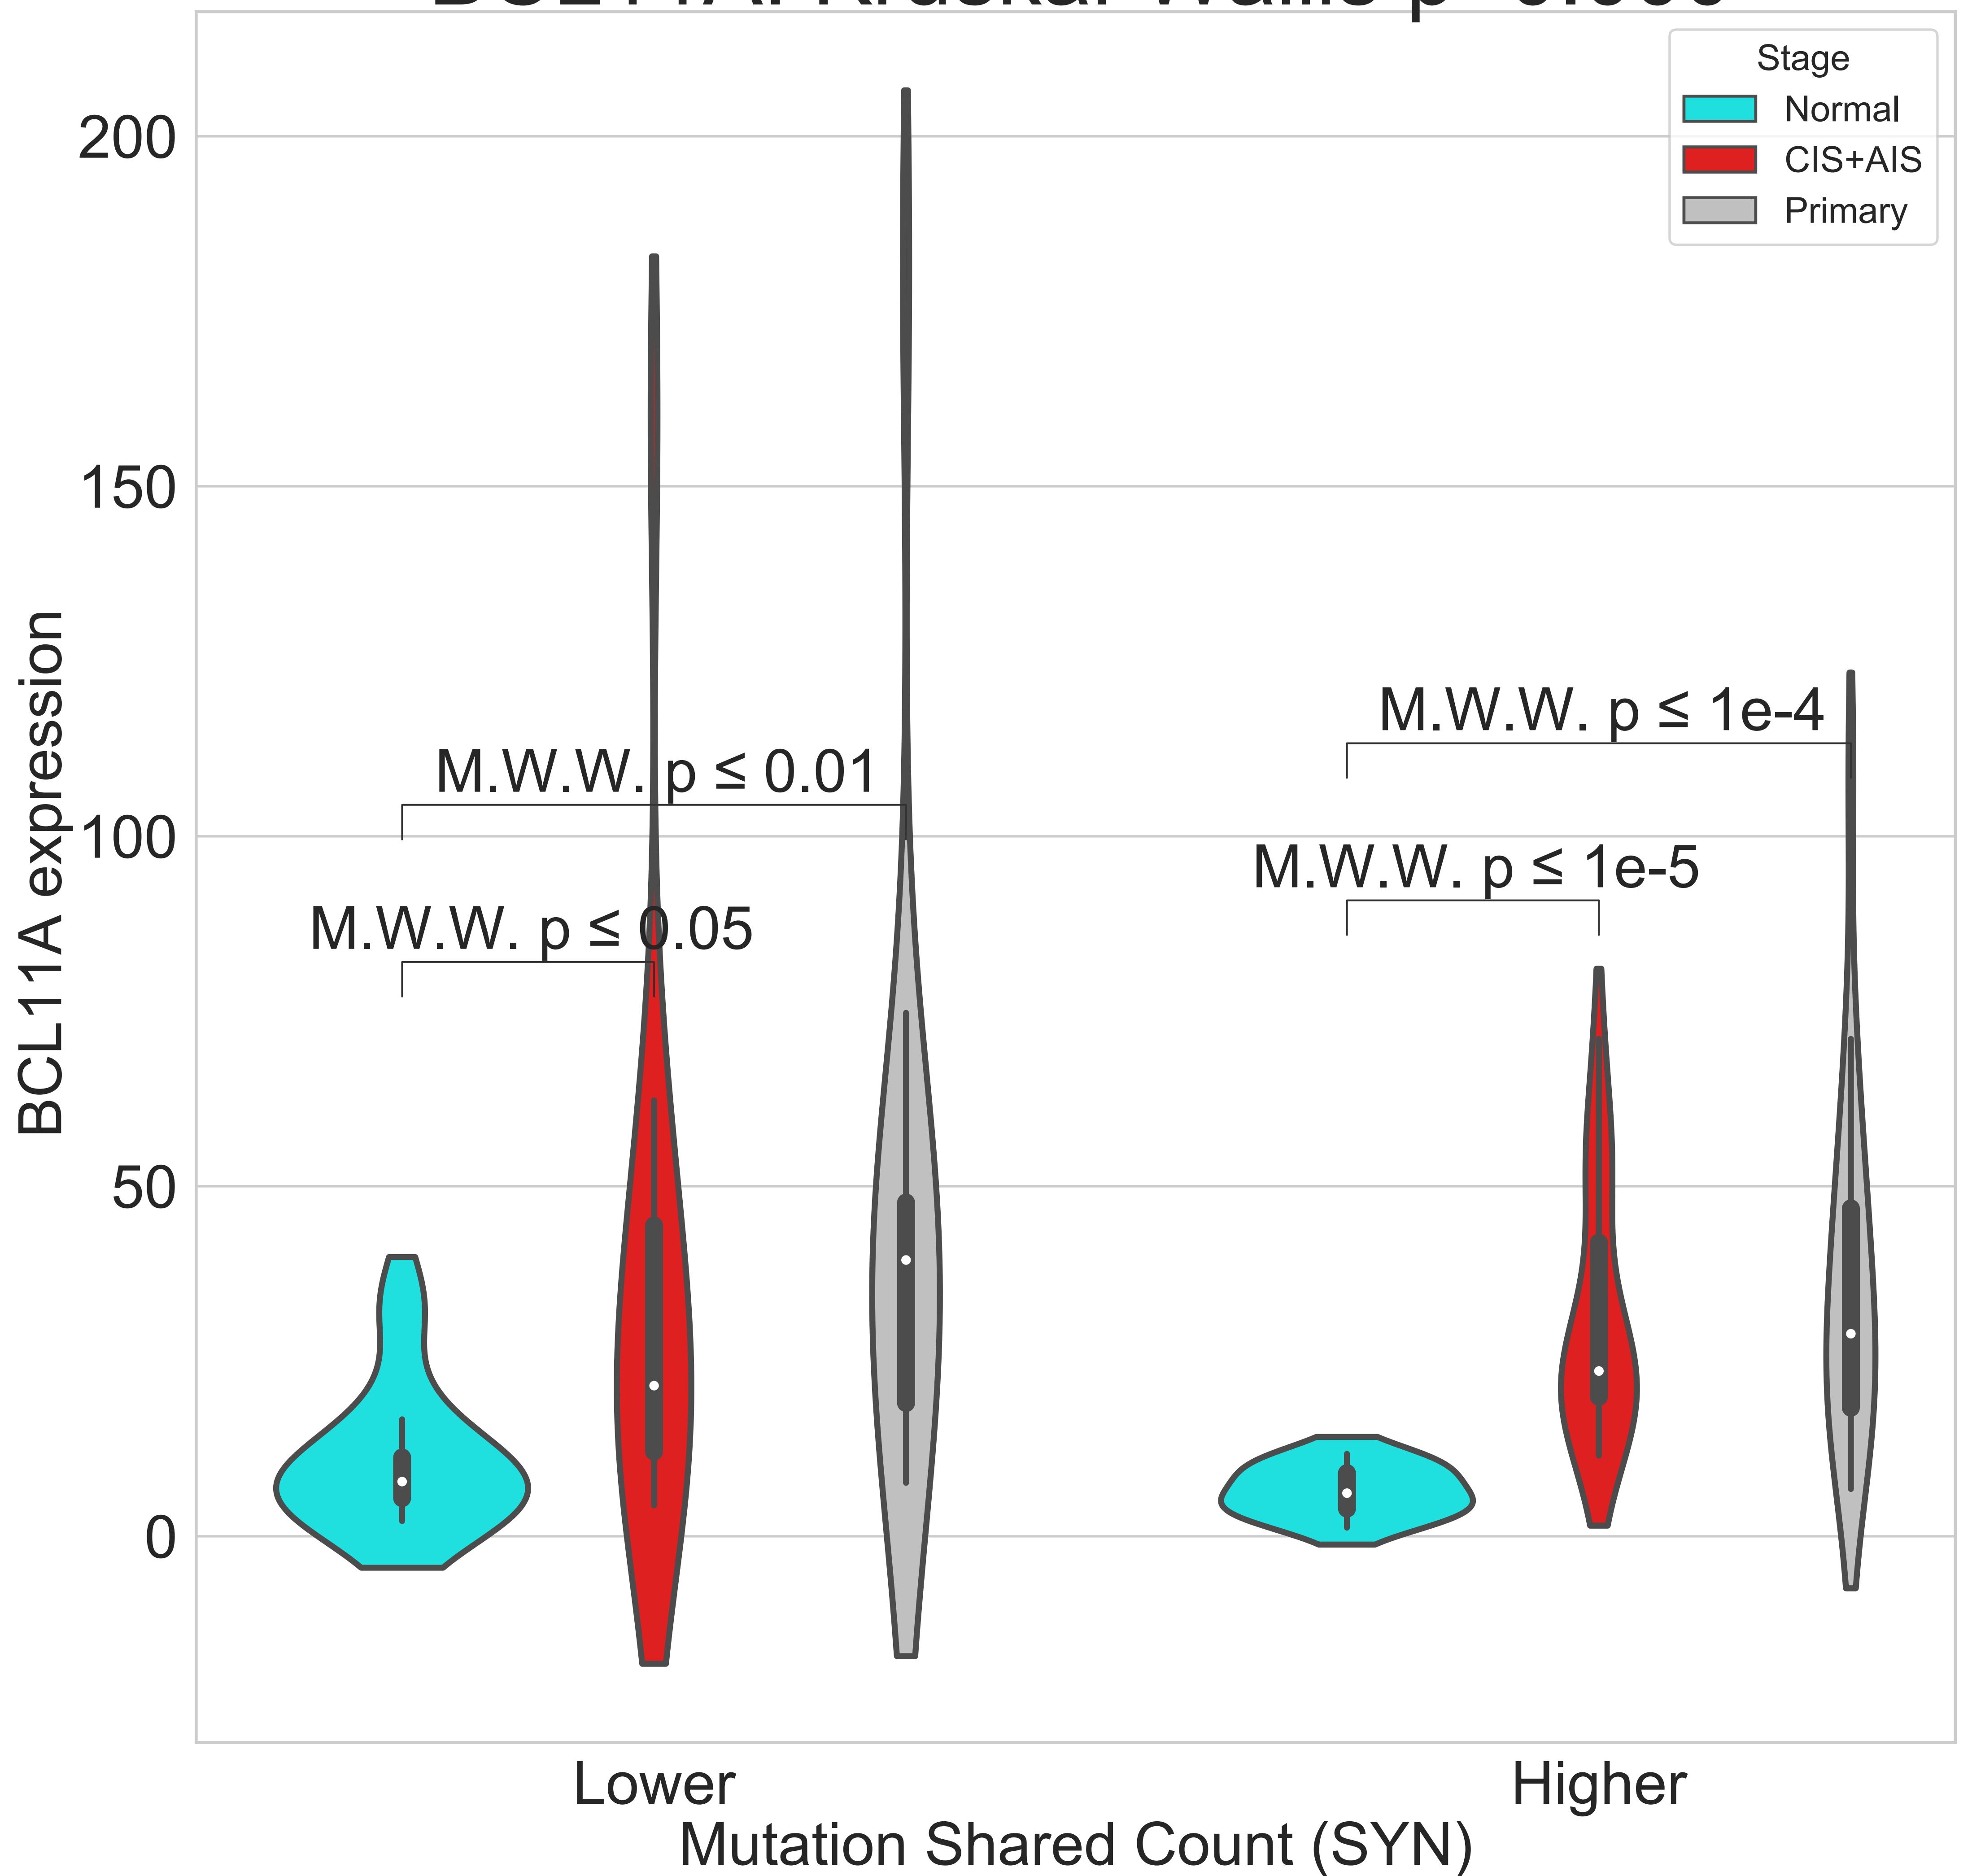 Stage
Normal
CIS+AIS
Primary
200
150
100
50
0
BCL11A expression
M.W.W. p ≤ 1e-4
M.W.W. p ≤ 0.01
M.W.W. p ≤ 1e-5
M.W.W. p ≤ 0.05
Lower
Higher
Mutation Shared Count (SYN)